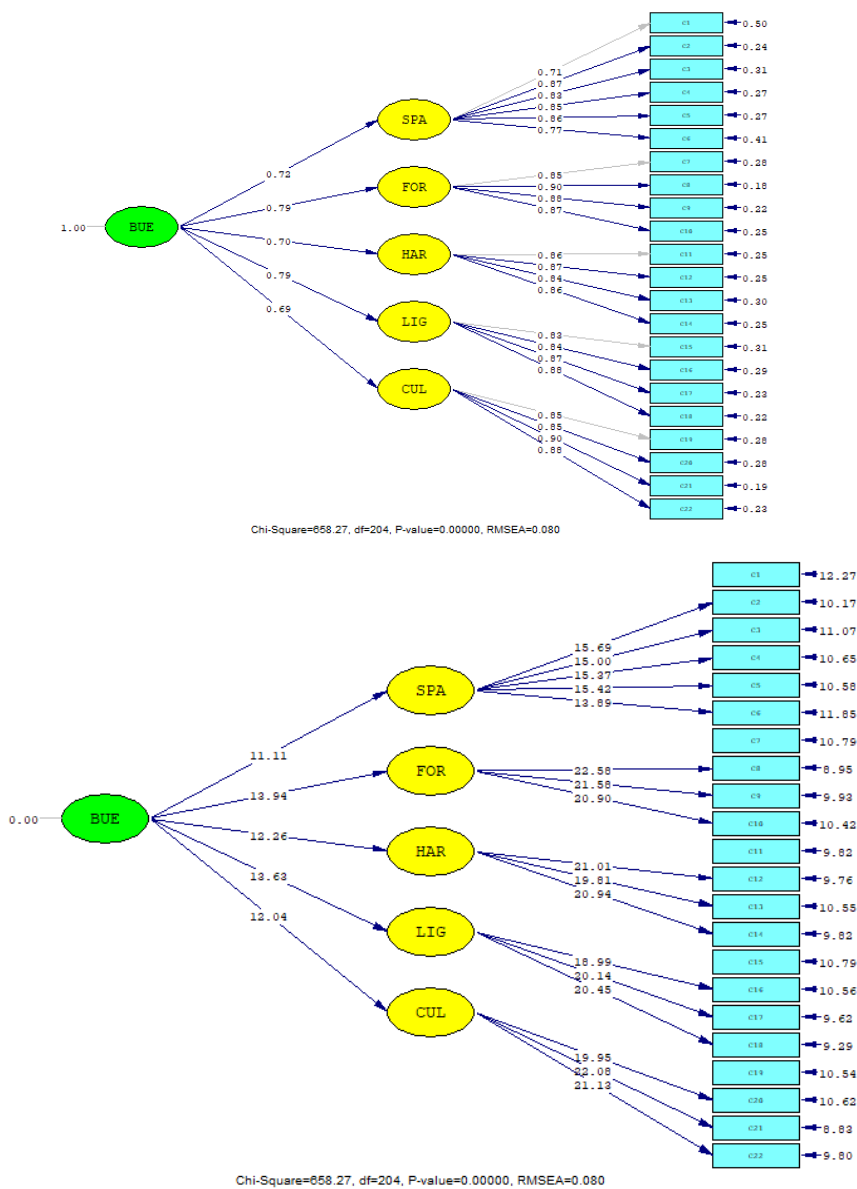 C1 0.50
C2 0.24
0.71
C3 0.31
0.87
0.83
C4 0.27
0.85
SPA
0.86
C5 0.27
0.77
C6 0.41
C7 0.28
0.72
0.85
FOR
C8 0.18
0.90
0.88
C9 0.22
0.79
0.87
1.00 BUE
C10 0.25
0.70
HAR
0.86
C11 0.25
0.87
C12 0.25
0.79
0.84
0.86
C13 0.30
0.69
LIG
C14 0.25
0.83
C15 0.31
0.84
0.87
C16 0.29
0.88
CUL
C17 0.23
0.85
C18 0.22
0.85
0.90
C19 0.28
0.88
C20 0.28
C21 0.19
C22 0.23
Chi-Square=658.27, df=204, P-value=0.00000, RMSEA=0.080
C1 12.27
C2 10.17
C3 11.07
15.69
15.00
C4 10.65
15.37
SPA
15.42
C5 10.58
13.89
C6 11.85
11.11
C7 10.79
FOR
22.58
C8 8.95
21.58
13.94
20.90
C9 9.93
0.00 BUE
C10 10.42
12.26
HAR
C11 9.82
21.01
C12 9.76
19.81
13.63
20.94
C13 10.55
12.04
LIG
C14 9.82
18.99
C15 10.79
20.14
C16 10.56
20.45
CUL
C17 9.62
C18 9.29
19.95
22.08
C19 10.54
21.13
C20 10.62
C21 8.83
C22 9.80
Chi-Square=658.27, df=204, P-value=0.00000, RMSEA=0.080